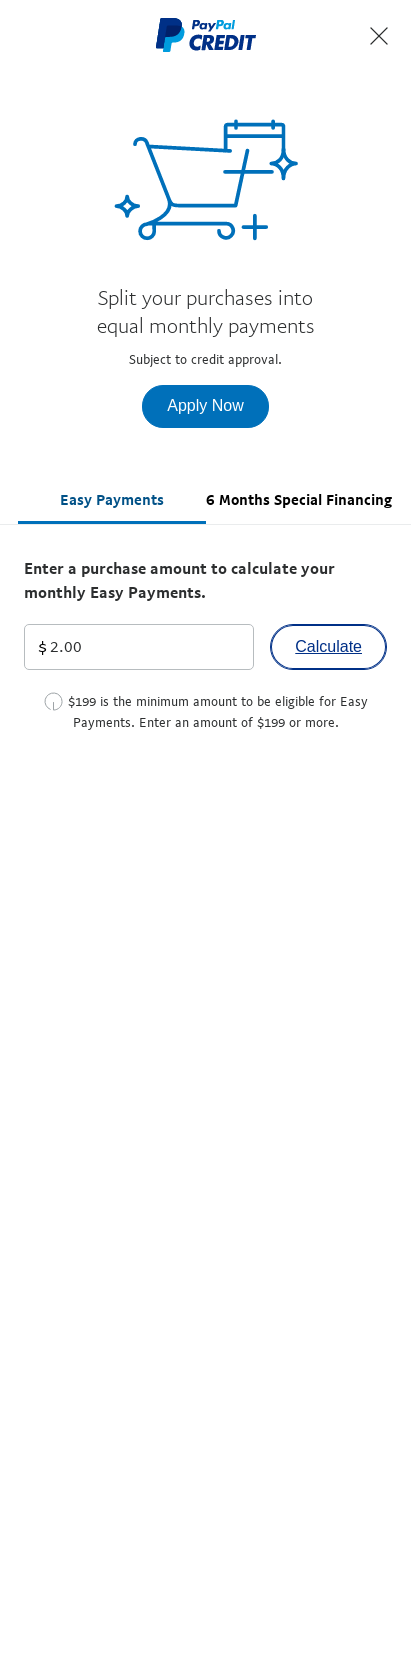 PayPal
CREDIT
Split your purchases into
equal monthly payments
Subject to credit approval.
Apply Now
Easy Payments
6 Months Special Financing
Enter a purchase amount to calculate your
monthly Easy Payments.
$ 2.00
Calculate
$199 is the minimum amount to be eligible for Easy
Payments. Enter an amount of $199 or more.